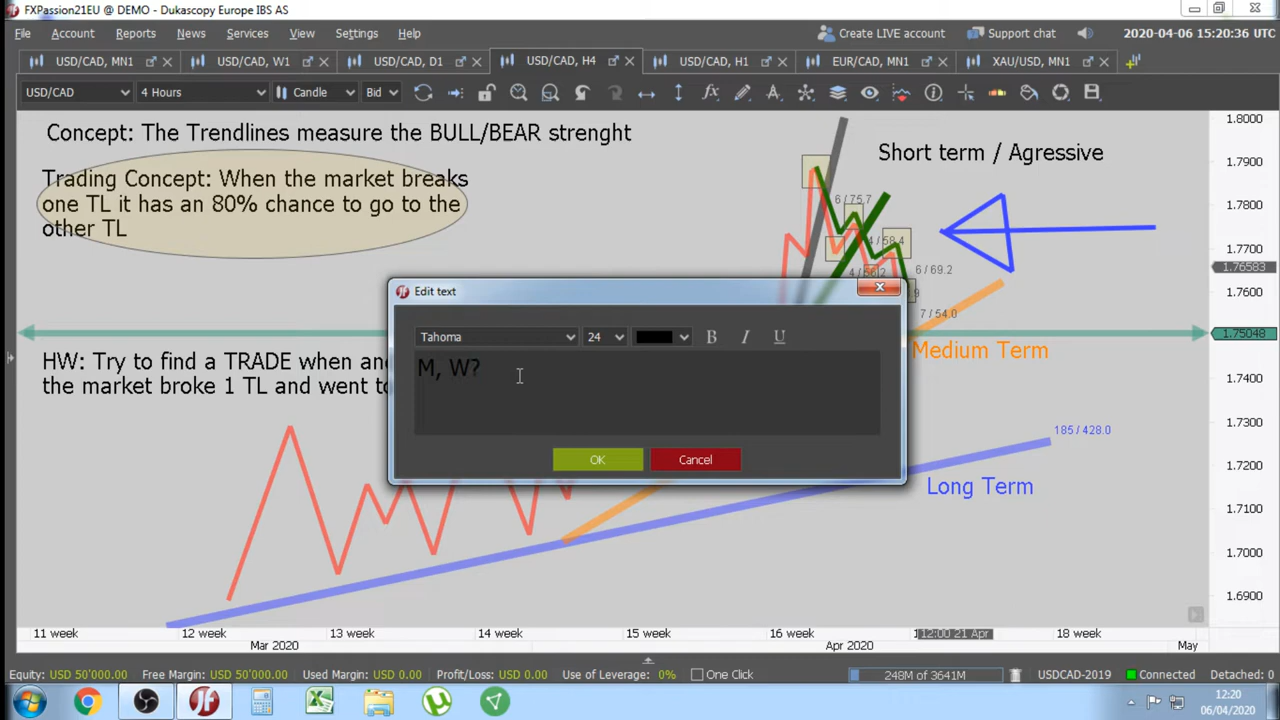 FXPassion21EU @ DEMO - Dukascopy Europe IBS AS
File Account Reports News Services View Settings Help
Create LIVE account Support chat 2020-04-06 15:20:36 UTC
USD/CAD, MN1 USD/CAD, W1 USD/CAD, D1 USD/CAD, H4 USD/CAD, H1 EUR/CAD, MN1 XAU/USD, MN1
USD/CAD 4 Hours Candle Bid
Concept: The Trendlines measure the BULL/BEAR strenght
Trading Concept: When the market breaks
one TL it has an 80% chance to go to the
other TL
Short term / Agressive
6 / 75.7
6 / 69.2
7 / 54.0
HW: Try to find a TRADE when
the market broke 1 TL and went to
Medium Term
185 / 428.0
Long Term
Edit text
Tahoma 24 B I U
M, W?
OK Cancel
1.8000
1.7900
1.7800
1.7700
1.76583
1.7600
1.75048
1.7400
1.7300
1.7200
1.7100
1.7000
1.6900
11 week 12 week 13 week 14 week 15 week 16 week 18 week
Mar 2020 Apr 2020 12:00 21 Apr May
Equity: USD 50'000.00 Free Margin: USD 50'000.00 Used Margin: USD 0.00 Profit/Loss: USD 0.00 Use of Leverage: 0% One Click 248M of 3641M USDCAD-2019 Connected Detached: 0
12:20
06/04/2020